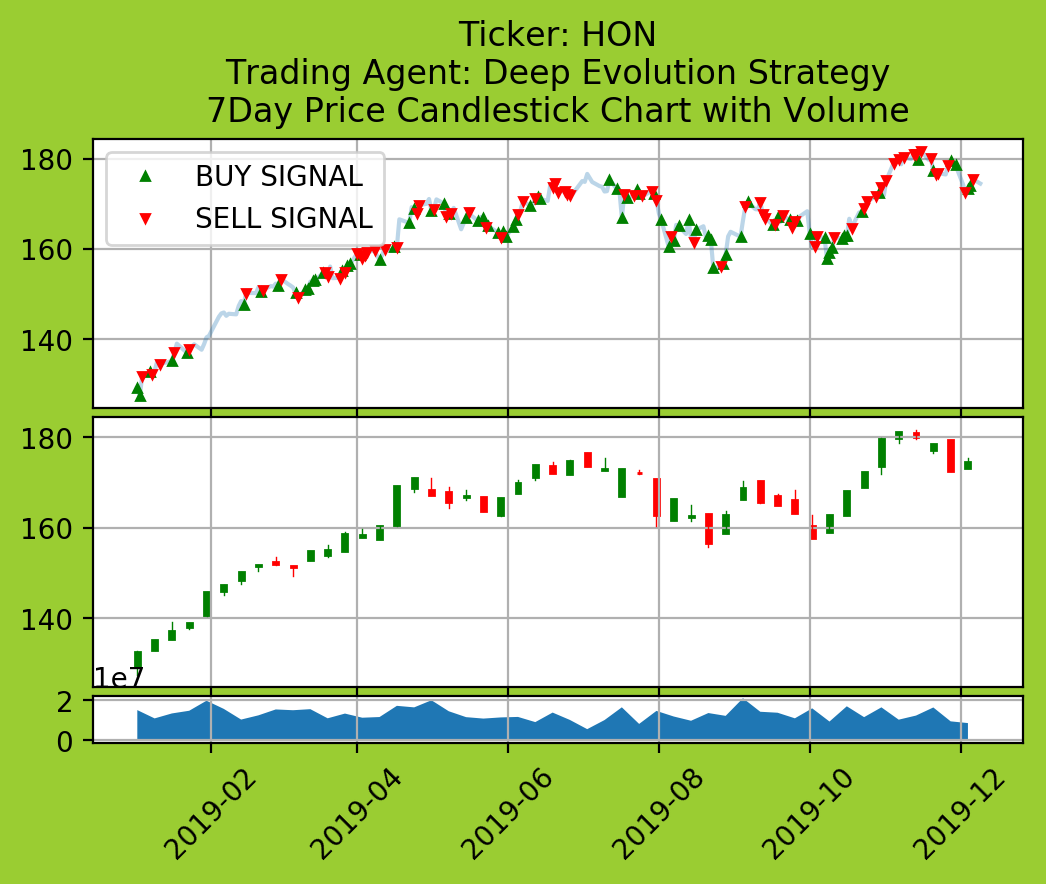 Ticker: HON
Trading Agent: Deep Evolution Strategy
7Day Price Candlestick Chart with Volume
180
160
140
BUY SIGNAL
SELL SIGNAL
180
160
140
1e7
2
0
2019-02
2019-04
2019-06
2019-08
2019-10
2019-12